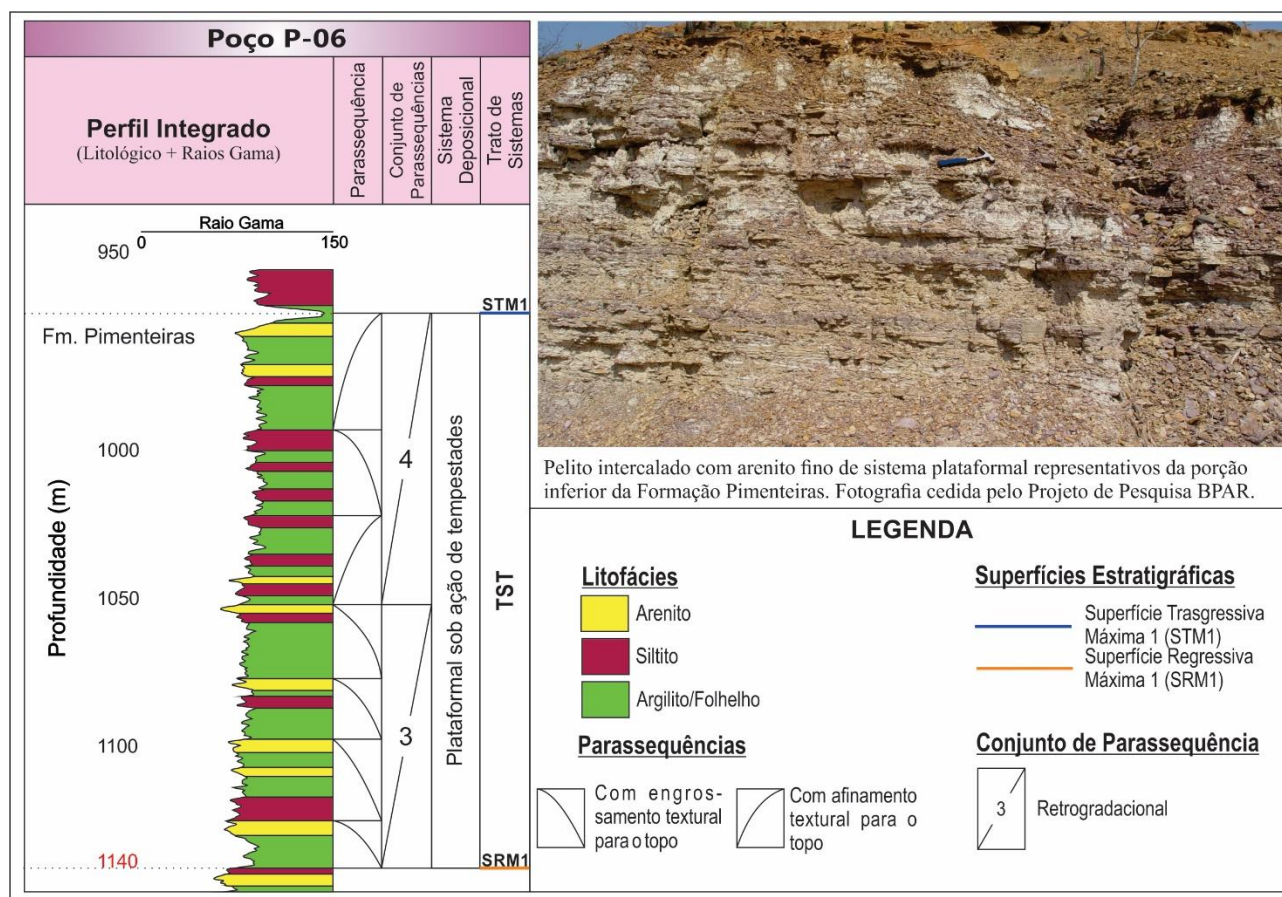 Poço P-06
Perfil Integrado
(Litológico + Raios Gama)
Parassequência
Conjunto de
Parassequências
Sistema
Deposicional
Trato de
Sistemas
Raio Gama
0 150
950
STM1
Fm. Pimenteiras
1000
4
Profundidade (m)
1050
Plataformal sob ação de tempestades
TST
1100
3
1140
SRM1
Pelito intercalado com arenito fino de sistema plataformal representativos da porção
inferior da Formação Pimenteiras. Fotografia cedida pelo Projeto de Pesquisa BPAR.
LEGENDA
Litofácies
Arenito
Siltito
Argilito/Folhelho
Superfícies Estratigráficas
Superfície Trasgressiva
Máxima 1 (STM1)
Superfície Regressiva
Máxima 1 (SRM1)
Parassequências
Com engros-
samento textural
para o topo
Com afinamento
textural para o
topo
Conjunto de Parassequência
3
Retrogradacional